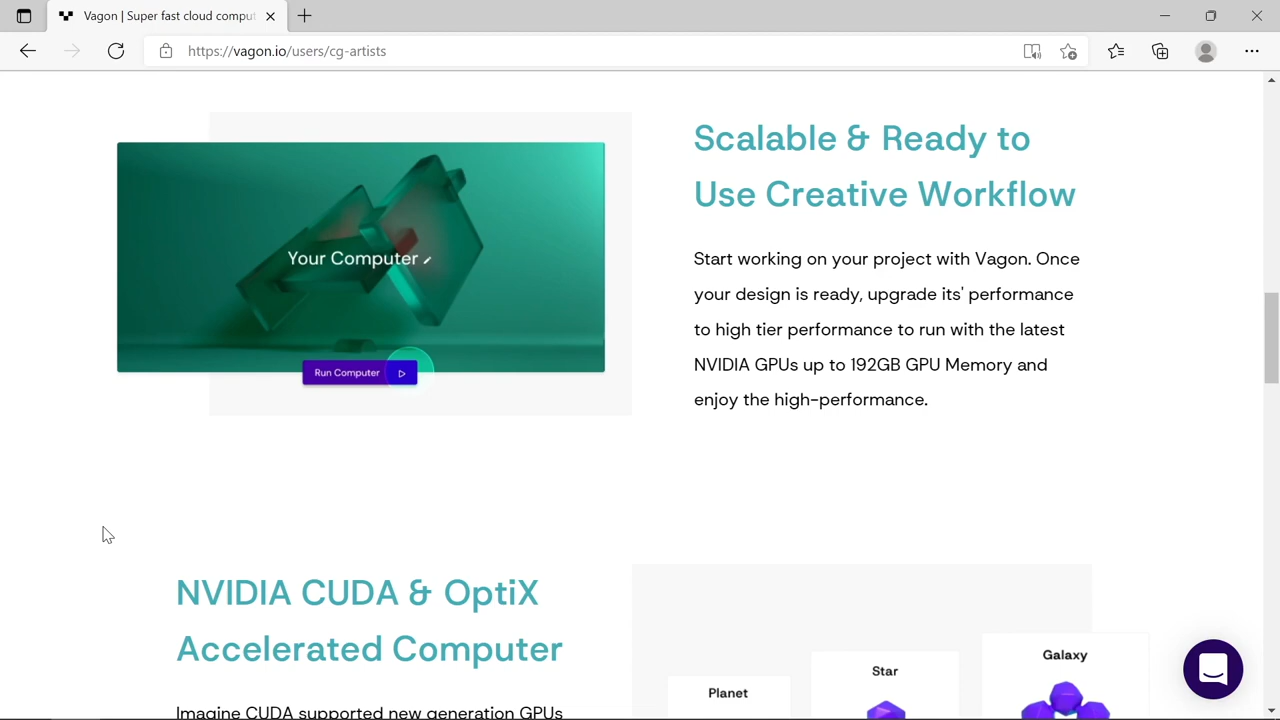 Vagon | Super fast cloud comput
https://vagon.io/users/cg-artists
Your Computer
Run Computer
Scalable & Ready to
Use Creative Workflow
Start working on your project with Vagon. Once
your design is ready, upgrade its' performance
to high tier performance to run with the latest
NVIDIA GPUs up to 192GB GPU Memory and
enjoy the high-performance.
NVIDIA CUDA & OptiX
Accelerated Computer
Imagine CUDA supported new generation GPUs
Planet
Star
Galaxy